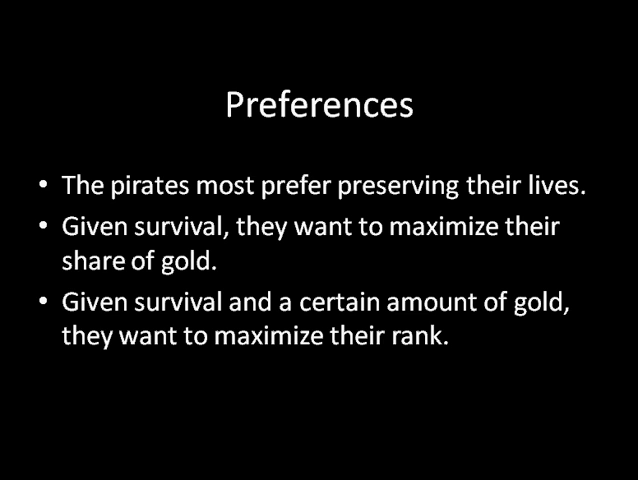 Preferences
• The pirates most prefer preserving their lives.
• Given survival, they want to maximize their
share of gold.
• Given survival and a certain amount of gold,
they want to maximize their rank.